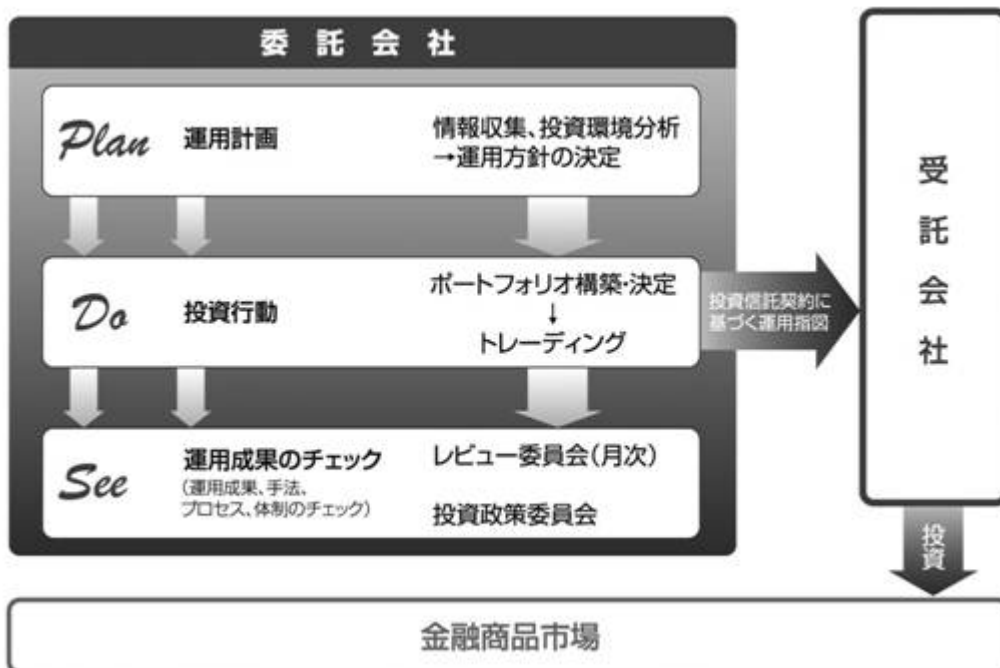 委託会社
Plan 運用計画
情報収集、投資環境分析
→運用方針の決定
Do 投資行動
ポートフォリオ構築・決定
↓
トレーディング
投資信託契約に
基づく運用指図
See 運用成果のチェック
(運用成果、手法、
プロセス、体制のチェック)
レビュー委員会(月次)
投資政策委員会
受託会社
投資
金融商品市場